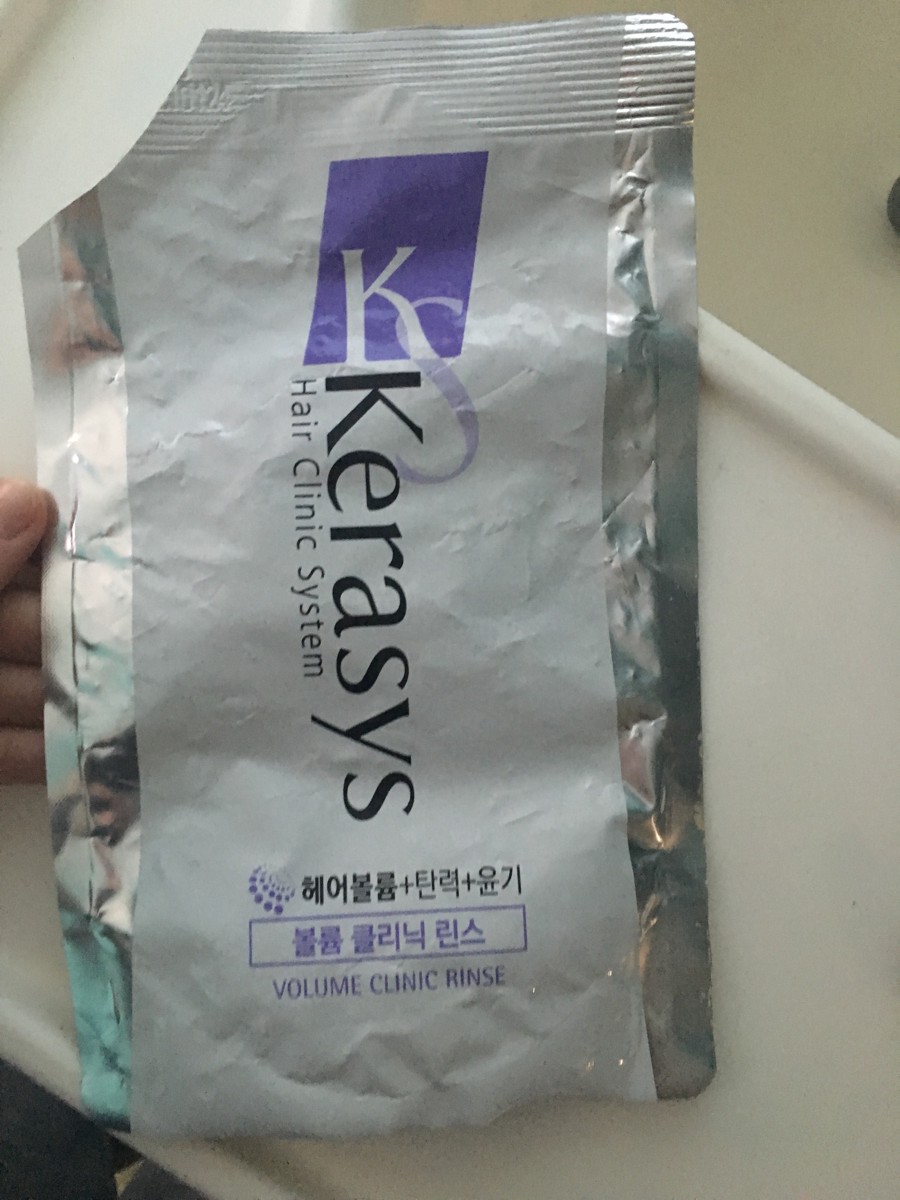 KS
Kerasys
Hair Clinic System
헤어볼륨+탄력+윤기
볼륨 클리닉 린스
VOLUME CLINIC RINSE